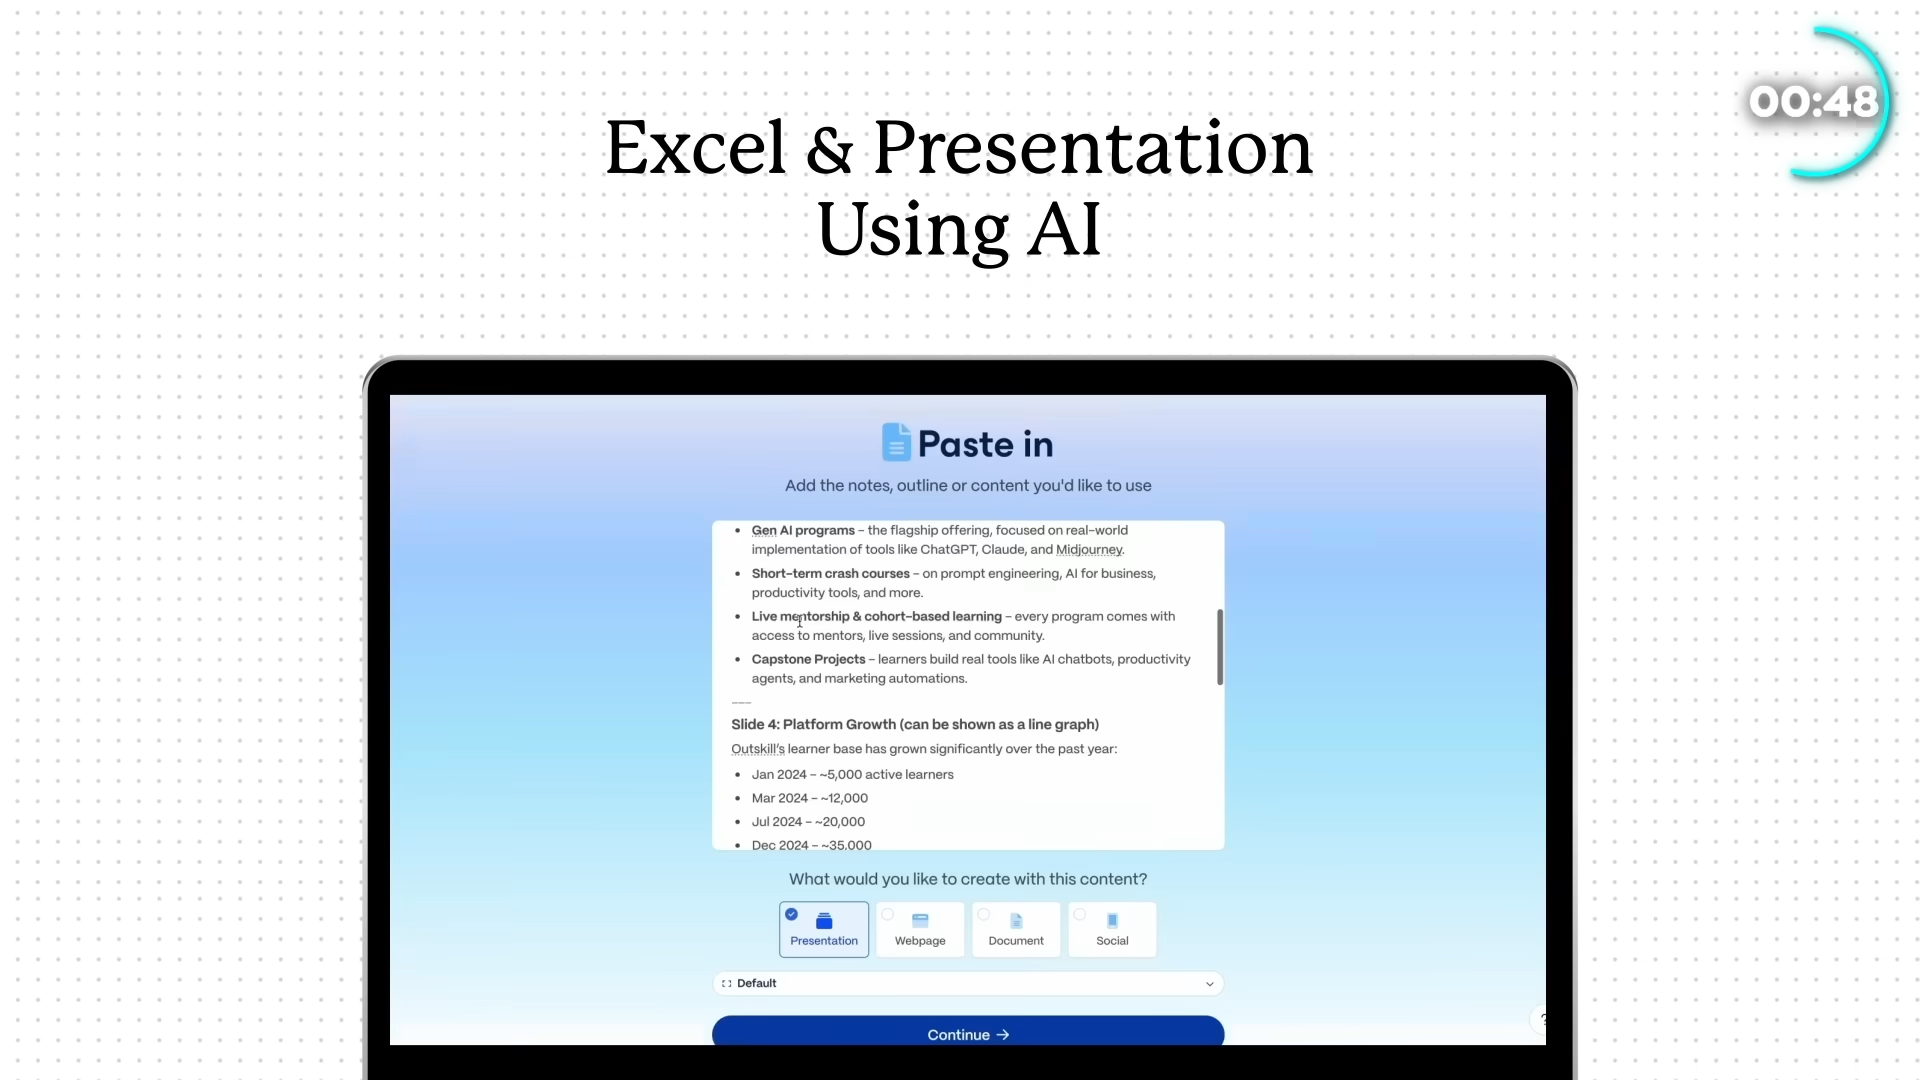 00:48
Excel & Presentation
Using AI
Paste in
Add the notes, outline or content you'd like to use
• Gen AI programs – the flagship offering, focused on real-world
implementation of tools like ChatGPT, Claude, and Midjourney.
• Short-term crash courses – on prompt engineering, AI for business,
productivity tools, and more.
• Live mentorship & cohort-based learning – every program comes with
access to mentors, live sessions, and community.
• Capstone Projects – learners build real tools like AI chatbots, productivity
agents, and marketing automations.
---
Slide 4: Platform Growth (can be shown as a line graph)
Outskill's learner base has grown significantly over the past year:
• Jan 2024 – ~5,000 active learners
• Mar 2024 – ~12,000
• Jul 2024 – ~20,000
• Dec 2024 – ~35,000
What would you like to create with this content?
Presentation Webpage Document Social
Default
Continue →
?